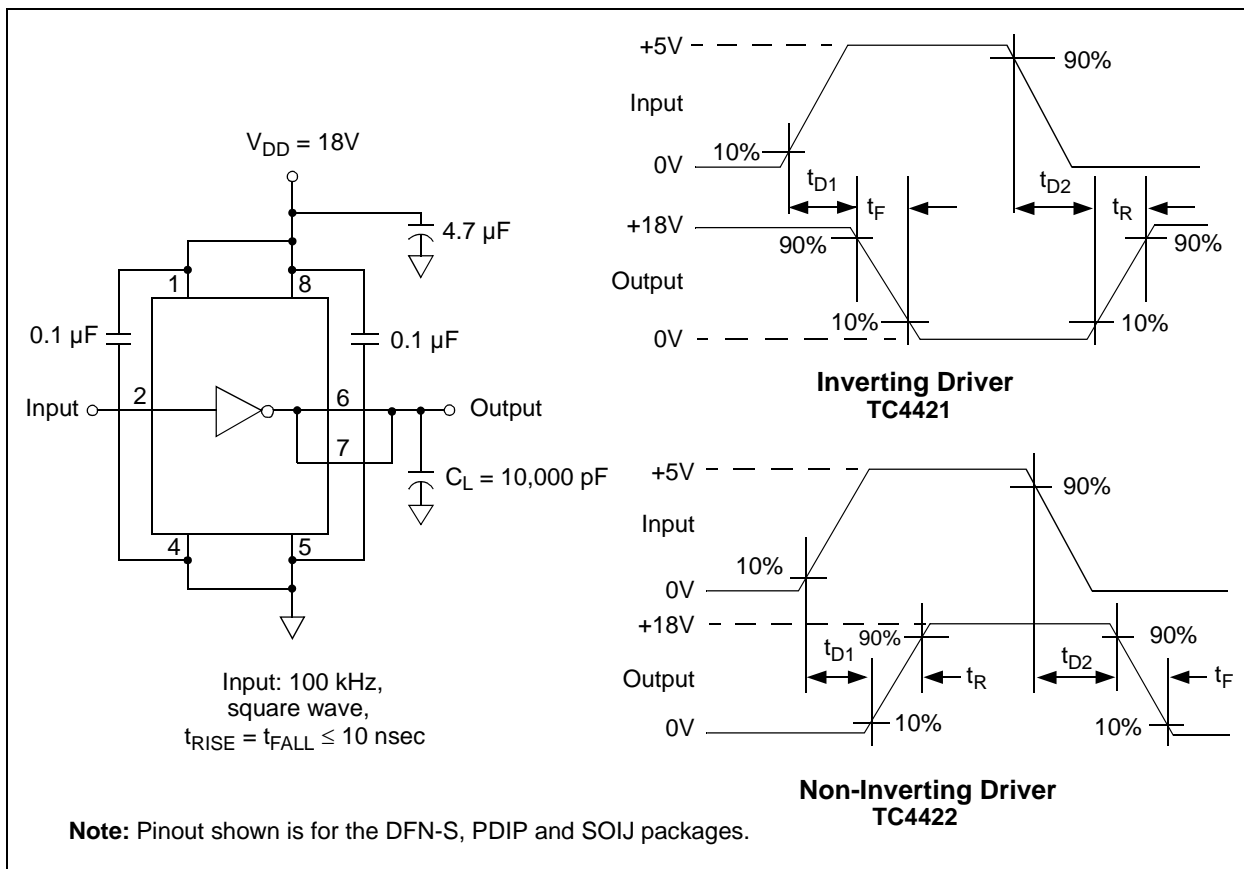 V_DD = 18V
4.7 µF
1
8
0.1 µF
0.1 µF
Input
2
6
Output
7
C_L = 10,000 pF
4
5
Input: 100 kHz,
square wave,
t_RISE = t_FALL ≤ 10 nsec
+5V
90%
Input
10%
0V
t_D1
t_F
t_D2
t_R
+18V
90%
90%
Output
10%
10%
0V
Inverting Driver
TC4421
+5V
90%
Input
10%
0V
+18V
90%
90%
t_D1
t_D2
Output
t_R
t_F
10%
10%
0V
Non-Inverting Driver
TC4422
Note: Pinout shown is for the DFN-S, PDIP and SOIJ packages.